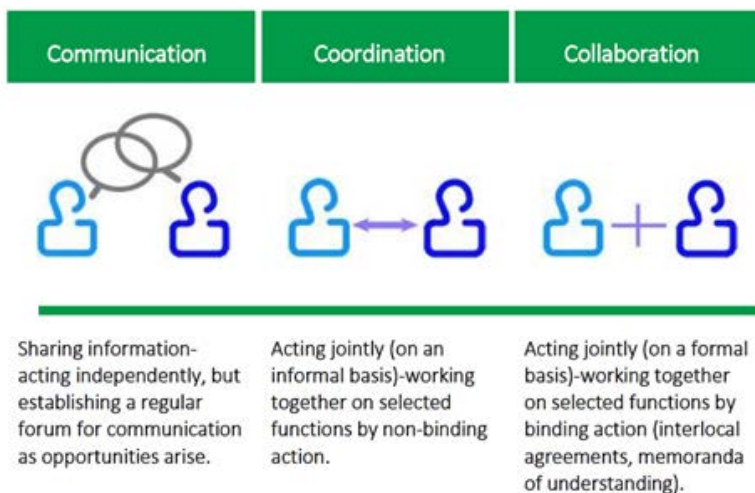 Communication
Coordination
Collaboration
Sharing information-
acting independently, but
establishing a regular
forum for communication
as opportunities arise.
Acting jointly (on an
informal basis)-working
together on selected
functions by non-binding
action.
Acting jointly (on a formal
basis)-working together
on selected functions by
binding action (interlocal
agreements, memoranda
of understanding).